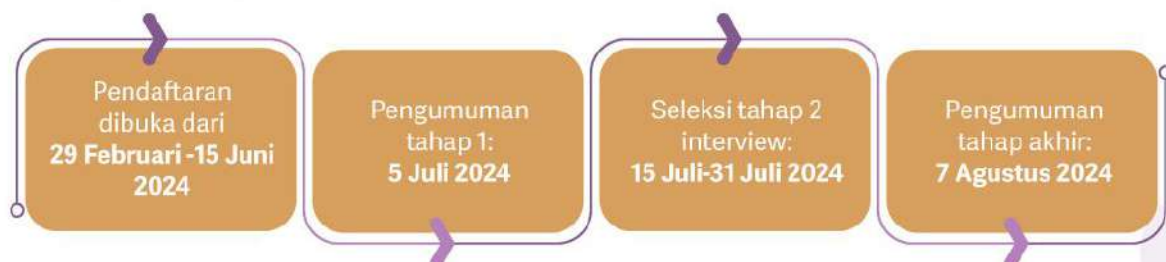 Pendaftaran
dibuka dari
29 Februari -15 Juni
2024
Pengumuman
tahap 1:
5 Juli 2024
Seleksi tahap 2
interview:
15 Juli-31 Juli 2024
Pengumuman
tahap akhir:
7 Agustus 2024